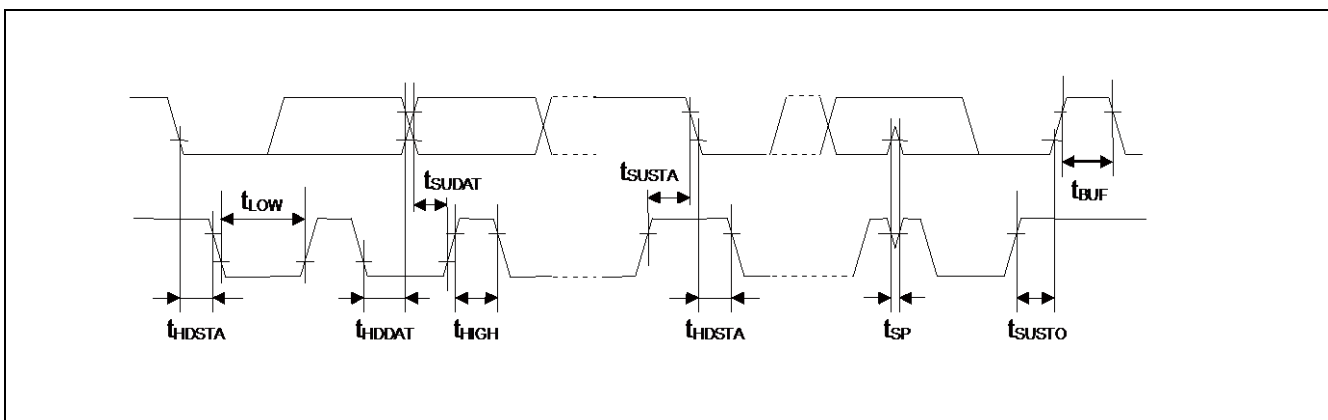 tSUDAT
tSUSTA
tLOW
tBUF
tHDSTA
tHDDAT
tHIGH
tHDSTA
tSP
tSUSTO